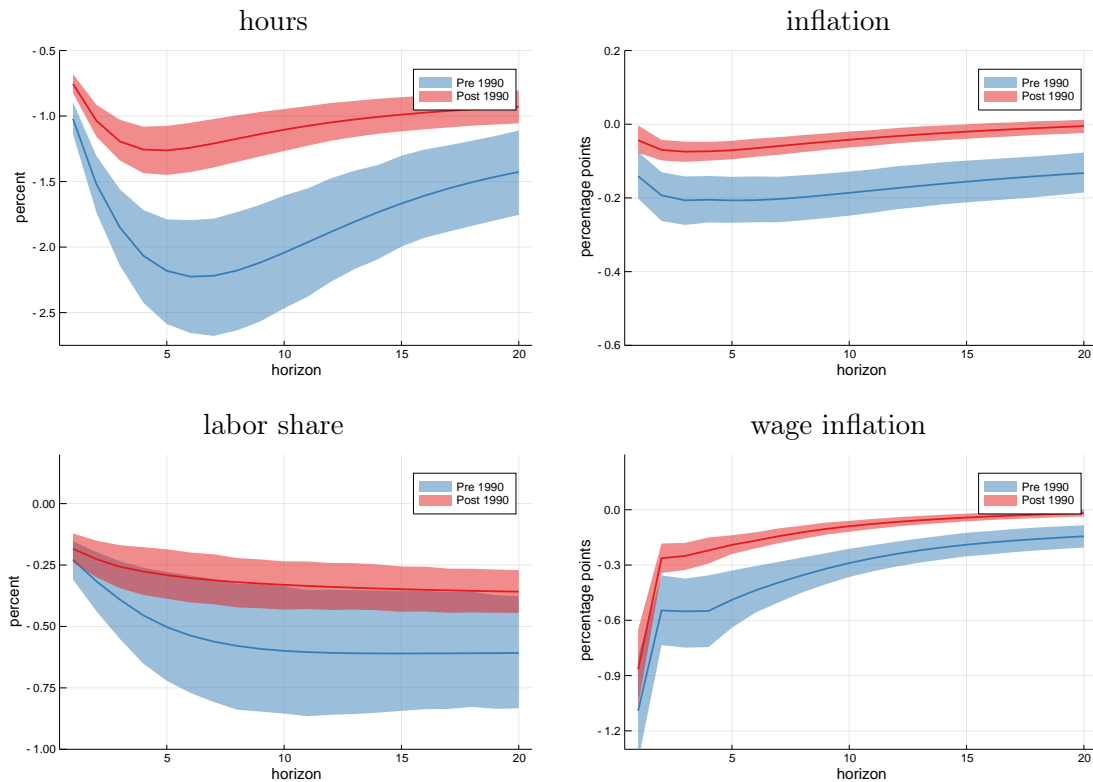 hours
- 0.5
- 1.0
- 1.5
- 2.0
- 2.5
percent
5
10
15
20
horizon
Pre 1990
Post 1990
inflation
0.2
0.0
- 0.2
- 0.4
- 0.6
percentage points
5
10
15
20
horizon
Pre 1990
Post 1990
labor share
0.00
- 0.25
- 0.50
- 0.75
- 1.00
percent
5
10
15
20
horizon
Pre 1990
Post 1990
wage inflation
0.0
- 0.3
- 0.6
- 0.9
- 1.2
percentage points
5
10
15
20
horizon
Pre 1990
Post 1990